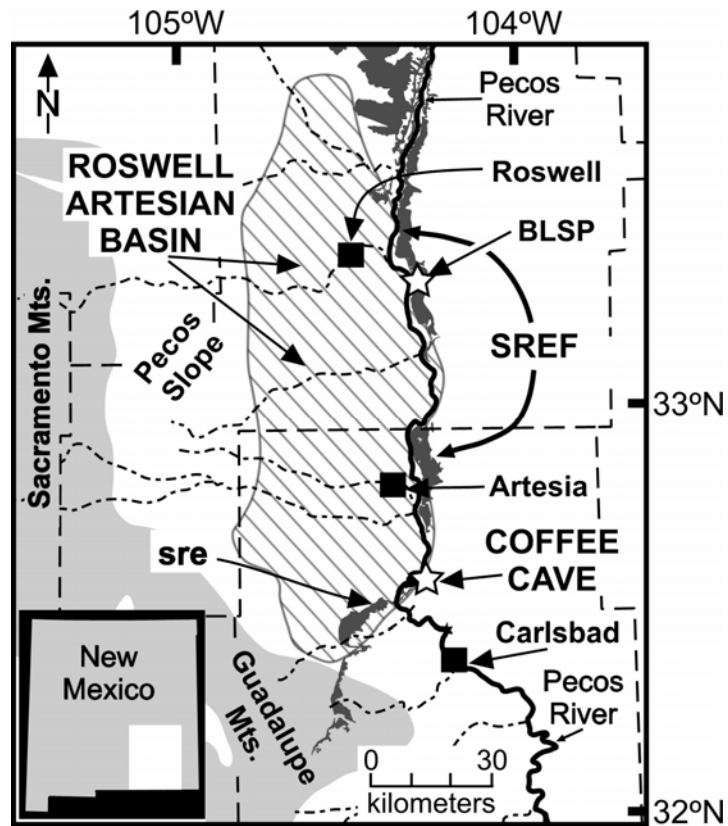 105ºW
104ºW
N
Pecos
River
ROSWELL
ARTESIAN
BASIN
Roswell
BLSP
Sacramento Mts.
Pecos
Slope
SREF
33ºN
Artesia
sre
COFFEE
CAVE
Carlsbad
New
Mexico
Guadalupe
Mts.
Pecos
River
0
30
kilometers
32ºN